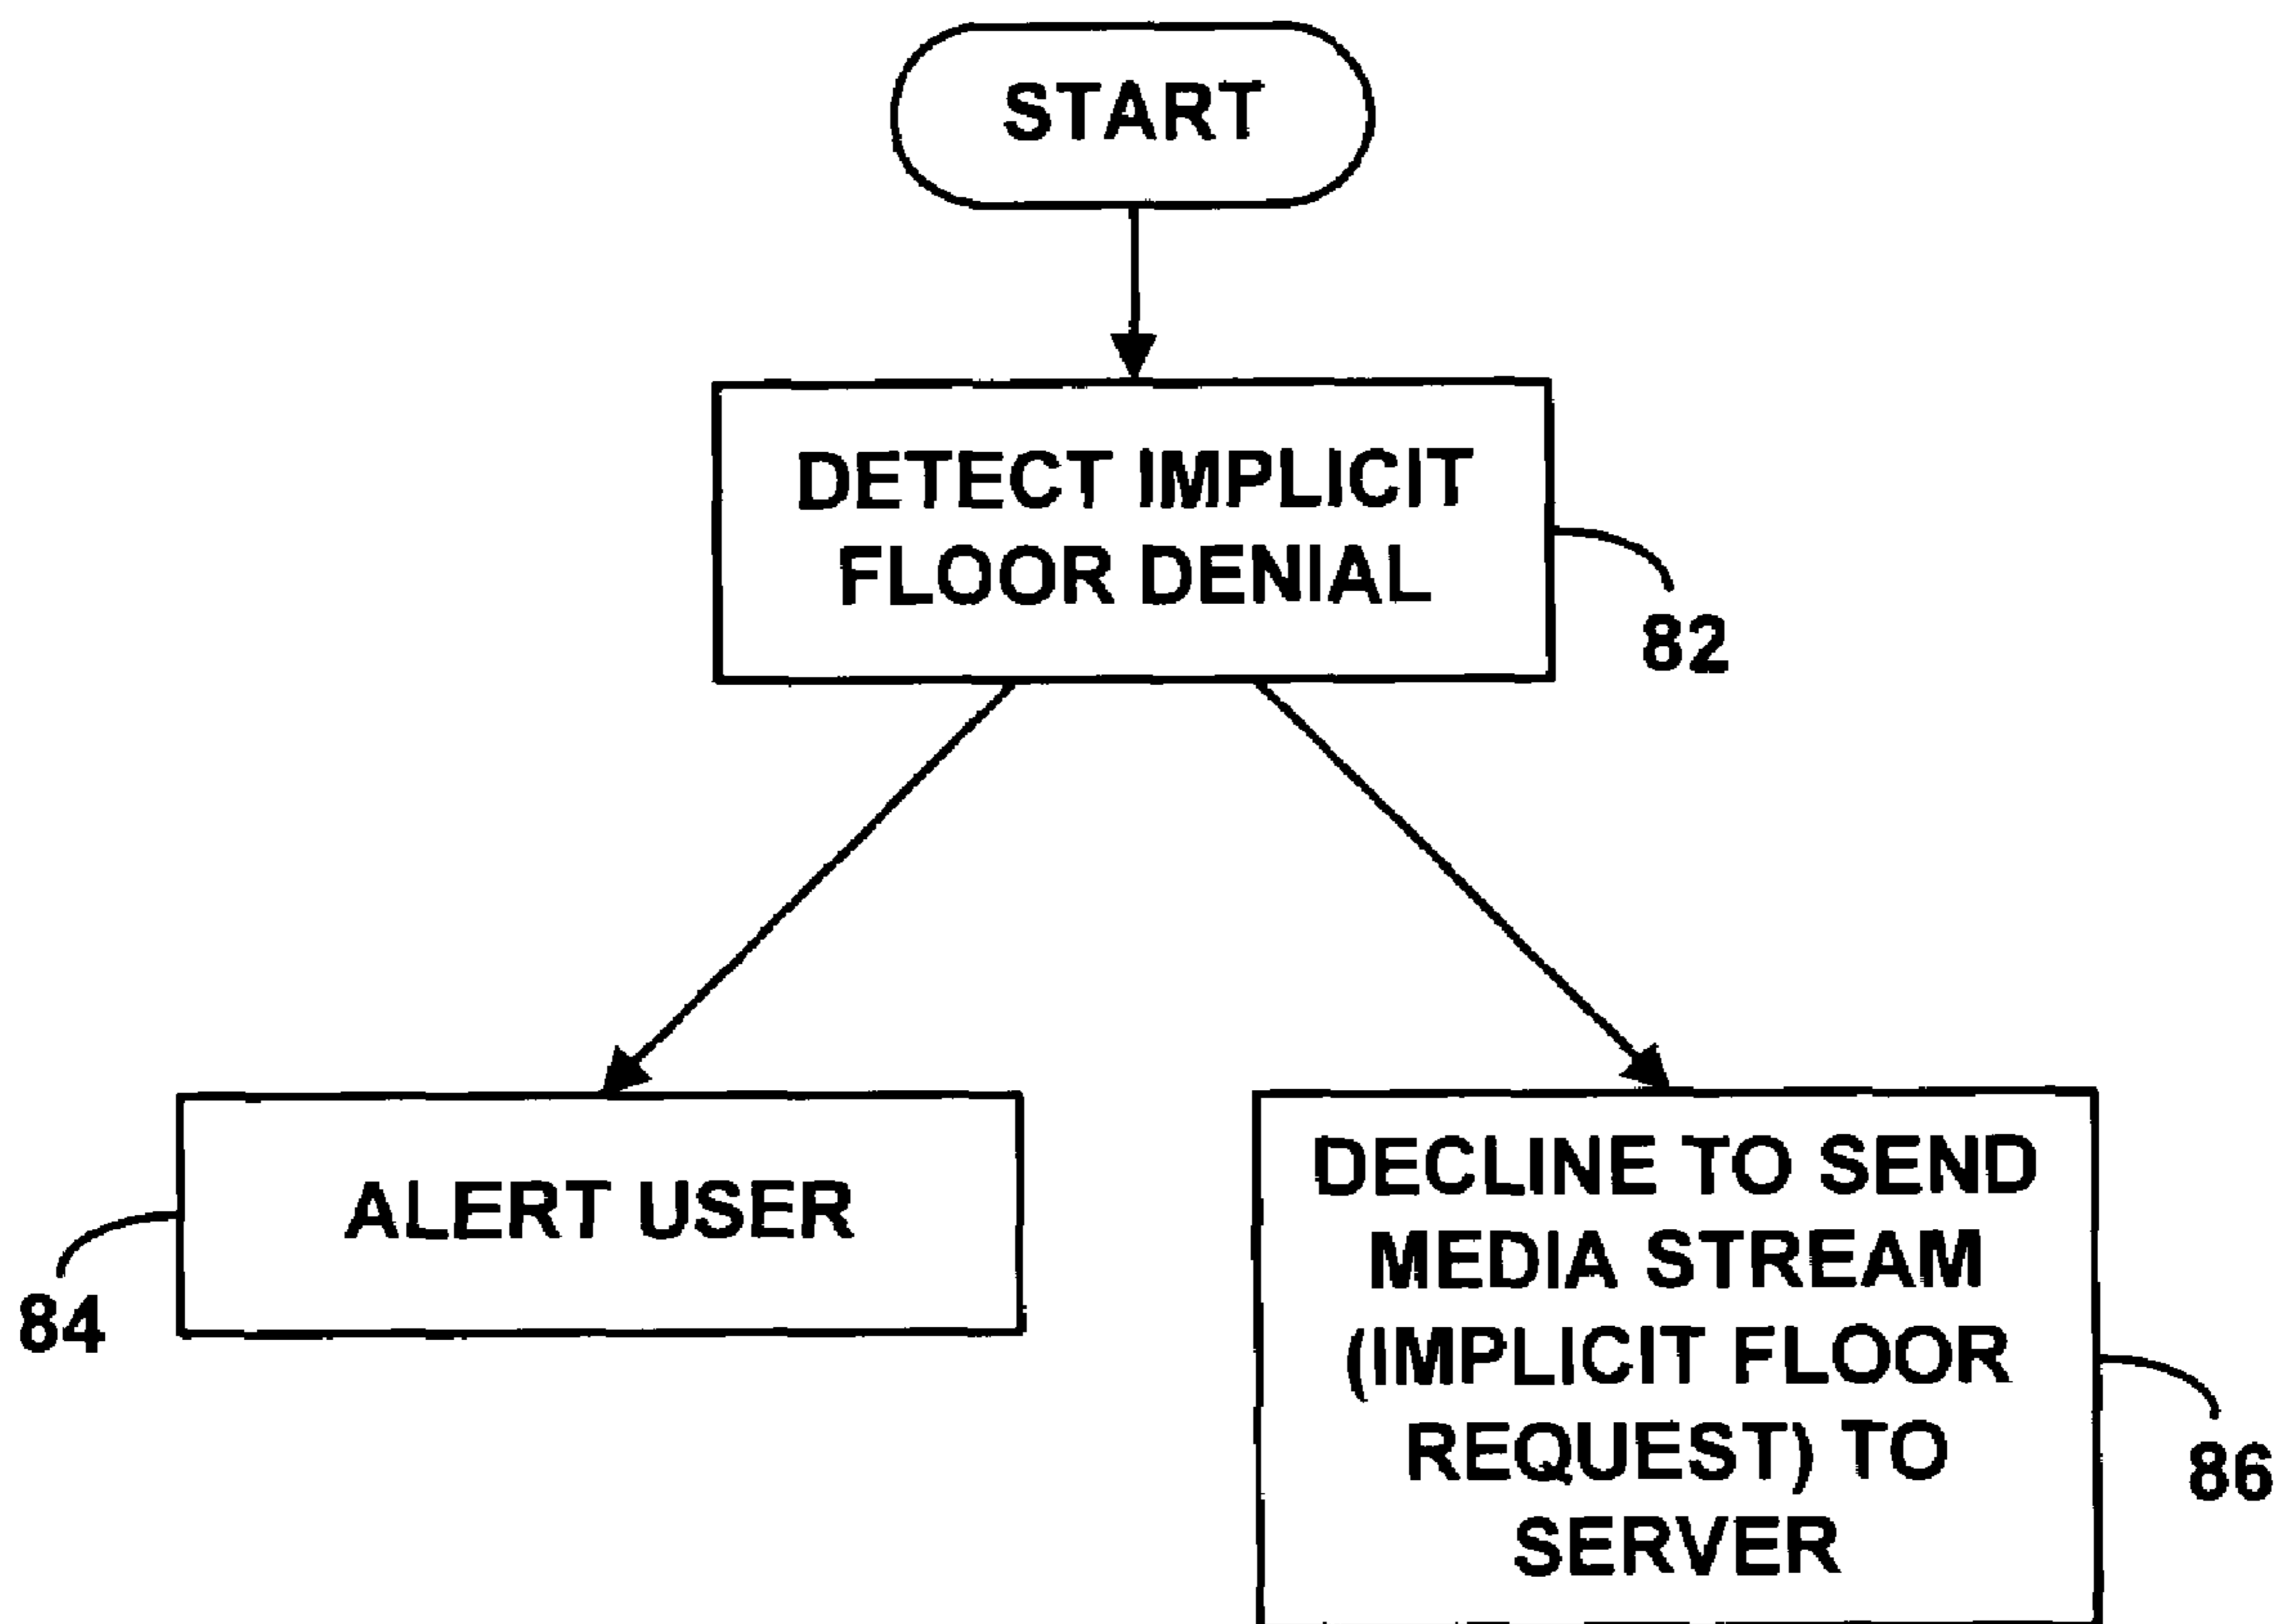 START
DETECT IMPLICIT
FLOOR DENIAL
82
ALERT USER
84
DECLINE TO SEND
MEDIA STREAM
(IMPLICIT FLOOR
REQUEST) TO
SERVER
86